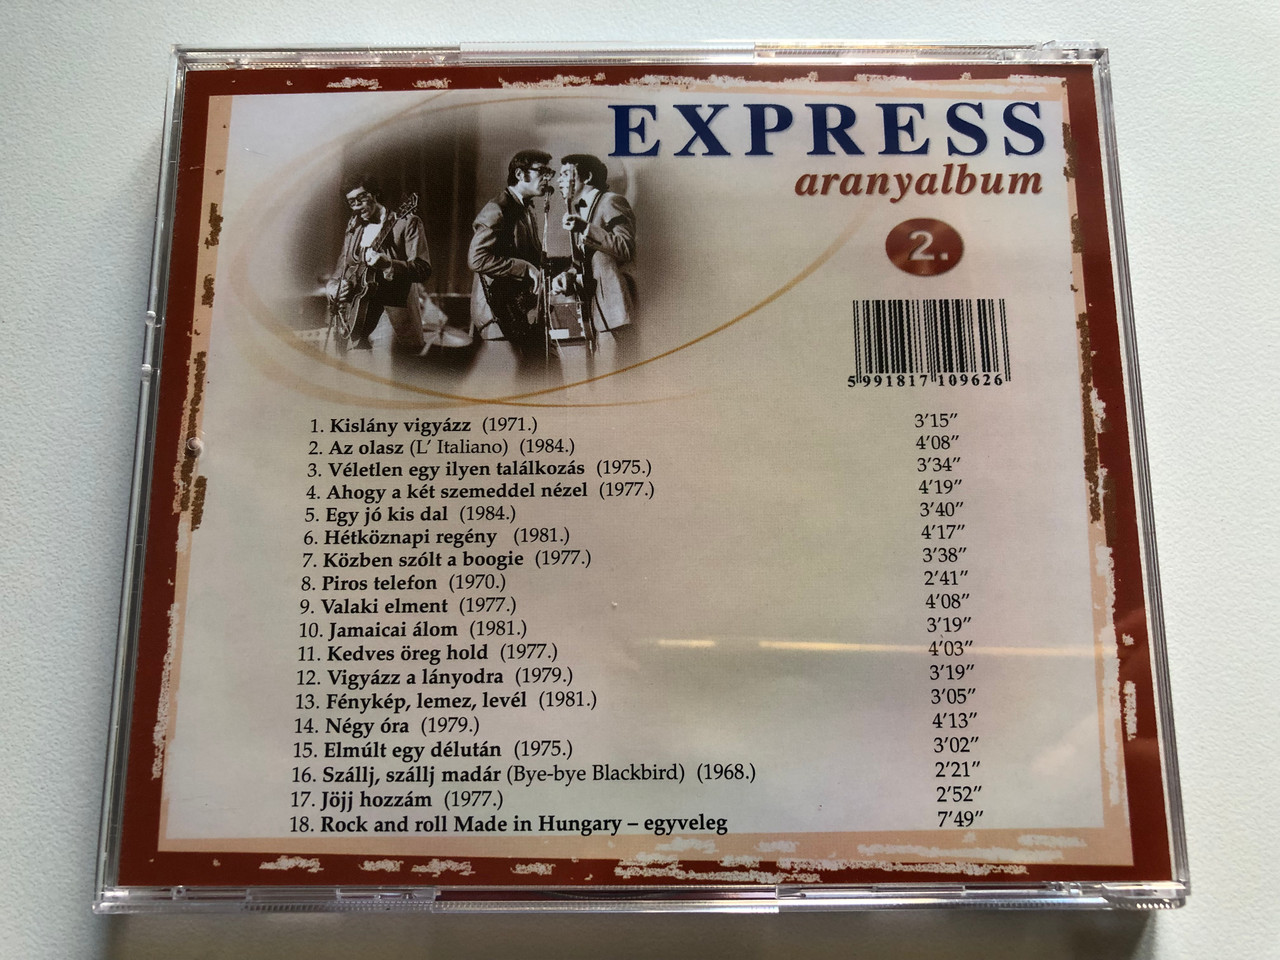 EXPRESS
aranyalbum
2.
5 991817 109626
1. Kislány vigyázz (1971.) 3’15”
2. Az olasz (L’ Italiano) (1984.) 4’08”
3. Véletlen egy ilyen találkozás (1975.) 3’34”
4. Ahogy a két szemeddel nézel (1977.) 4’19”
5. Egy jó kis dal (1984.) 3’40”
6. Hétköznapi regény (1981.) 4’17”
7. Közben szólt a boogie (1977.) 3’38”
8. Piros telefon (1970.) 2’41”
9. Valaki elment (1977.) 4’08”
10. Jamaicai álom (1981.) 3’19”
11. Kedves öreg hold (1977.) 4’03”
12. Vigyázz a lányodra (1979.) 3’19”
13. Fénykép, lemez, levél (1981.) 3’05”
14. Négy óra (1979.) 4’13”
15. Elmúlt egy délután (1975.) 3’02”
16. Szállj, szállj madár (Bye-bye Blackbird) (1968.) 2’21”
17. Jöjj hozzám (1977.) 2’52”
18. Rock and roll Made in Hungary – egyveleg 7’49”